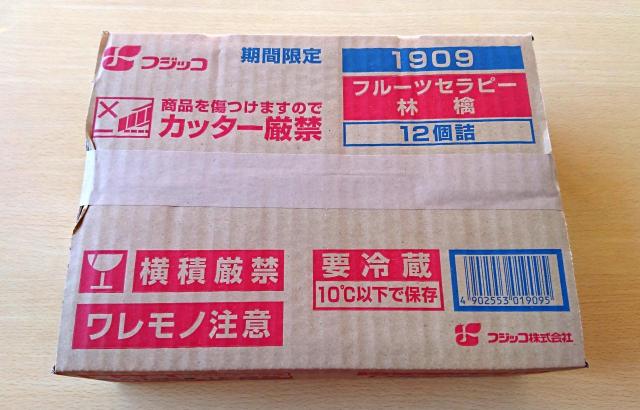 フジッコ
期間限定
1909
フルーツセラピー
林檎
12個詰
商品を傷つけますので
カッター厳禁
横積厳禁
ワレモノ注意
要冷蔵
10℃以下で保存
4 902553 019095
フジッコ株式会社